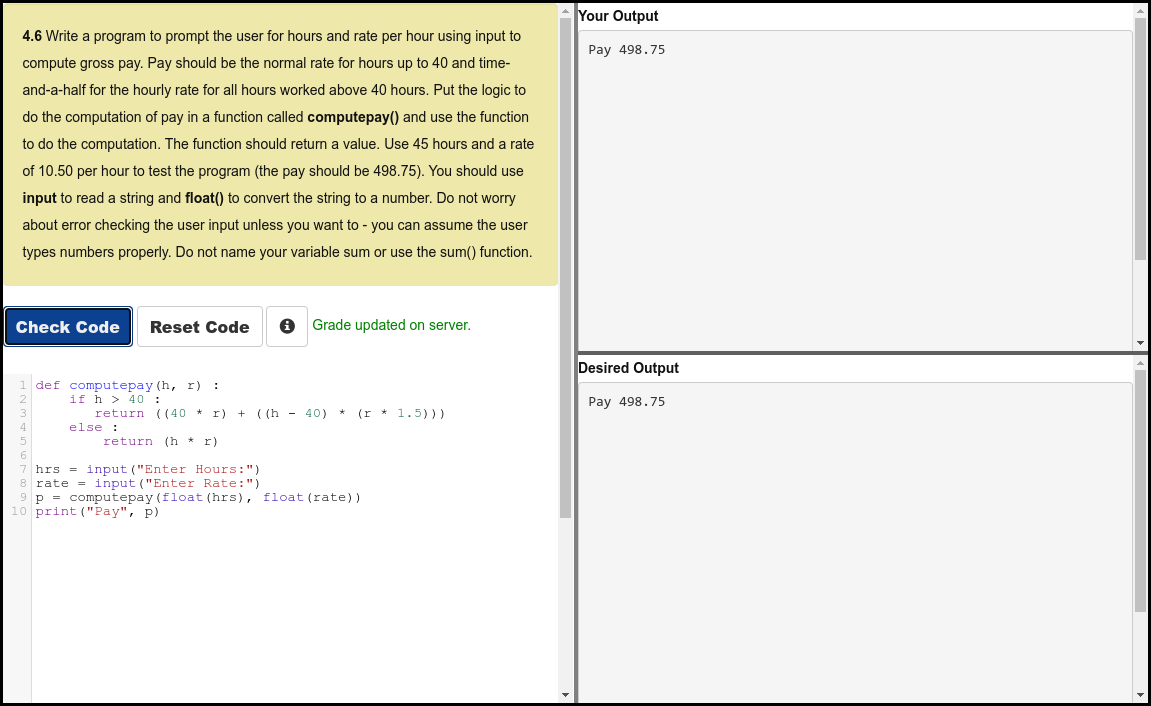 4.6 Write a program to prompt the user for hours and rate per hour using input to
compute gross pay. Pay should be the normal rate for hours up to 40 and time-
and-a-half for the hourly rate for all hours worked above 40 hours. Put the logic to
do the computation of pay in a function called computepay() and use the function
to do the computation. The function should return a value. Use 45 hours and a rate
of 10.50 per hour to test the program (the pay should be 498.75). You should use
input to read a string and float() to convert the string to a number. Do not worry
about error checking the user input unless you want to - you can assume the user
types numbers properly. Do not name your variable sum or use the sum() function.
Check Code Reset Code Grade updated on server.
1 def computepay(h, r) :
2     if h > 40 :
3        return ((40 * r) + ((h - 40) * (r * 1.5)))
4     else :
5         return (h * r)
6
7 hrs = input("Enter Hours:")
8 rate = input("Enter Rate:")
9 p = computepay(float(hrs), float(rate))
10 print("Pay", p)
Your Output
Pay 498.75
Desired Output
Pay 498.75